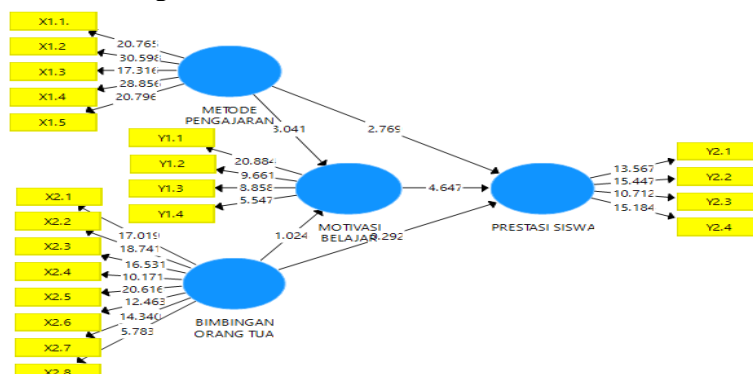 X1.1.
X1.2
X1.3
X1.4
X1.5
20.765
30.598
17.316
28.856
20.796
METODE
PENGAJARAN
3.041
2.769
Y1.1
Y1.2
Y1.3
Y1.4
20.884
9.661
8.858
5.547
MOTIVASI
BELAJAR
4.647
PRESTASI SISWA
13.567
15.447
10.712
15.184
Y2.1
Y2.2
Y2.3
Y2.4
X2.1
X2.2
X2.3
X2.4
X2.5
X2.6
X2.7
X2.8
17.019
18.741
16.531
10.171
20.616
12.463
14.340
5.783
1.024
BIMBINGAN
ORANG TUA